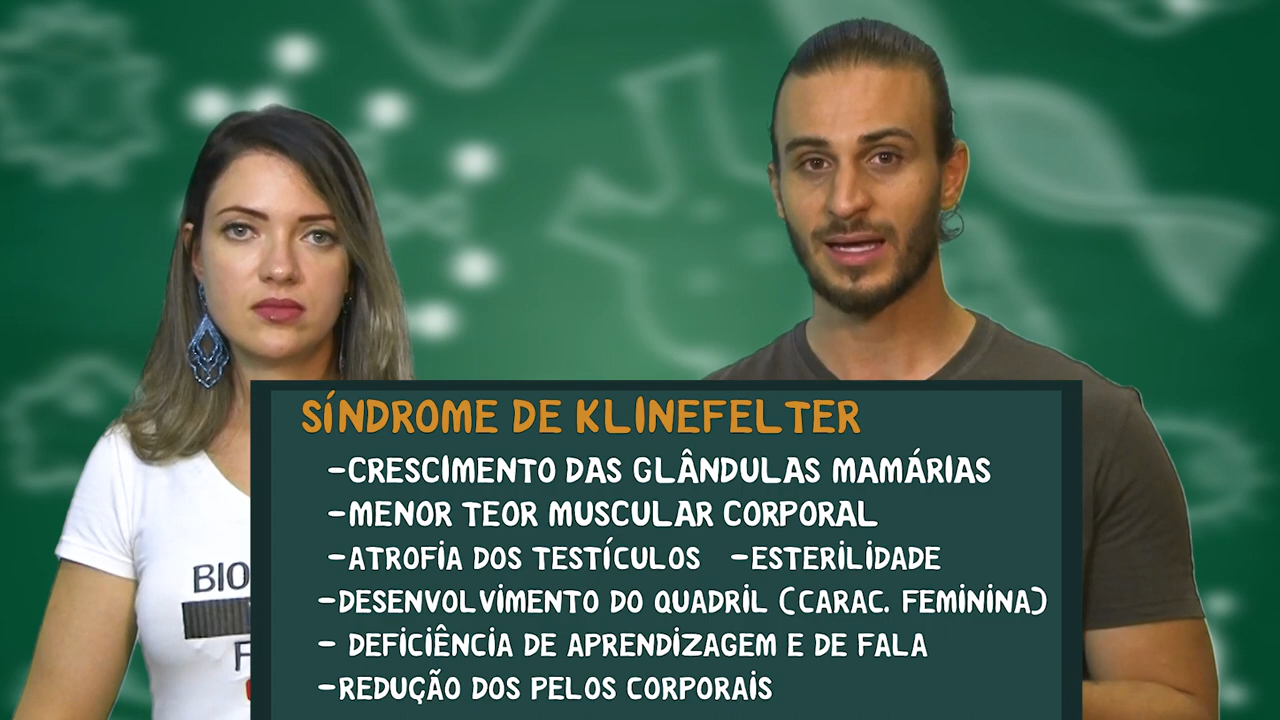 BIO
F
SÍNDROME DE KLINEFELTER
-CRESCIMENTO DAS GLÂNDULAS MAMÁRIAS
-MENOR TEOR MUSCULAR CORPORAL
-ATROFIA DOS TESTÍCULOS -ESTERILIDADE
-DESENVOLVIMENTO DO QUADRIL (CARAC. FEMININA)
- DEFICIÊNCIA DE APRENDIZAGEM E DE FALA
-REDUÇÃO DOS PELOS CORPORAIS